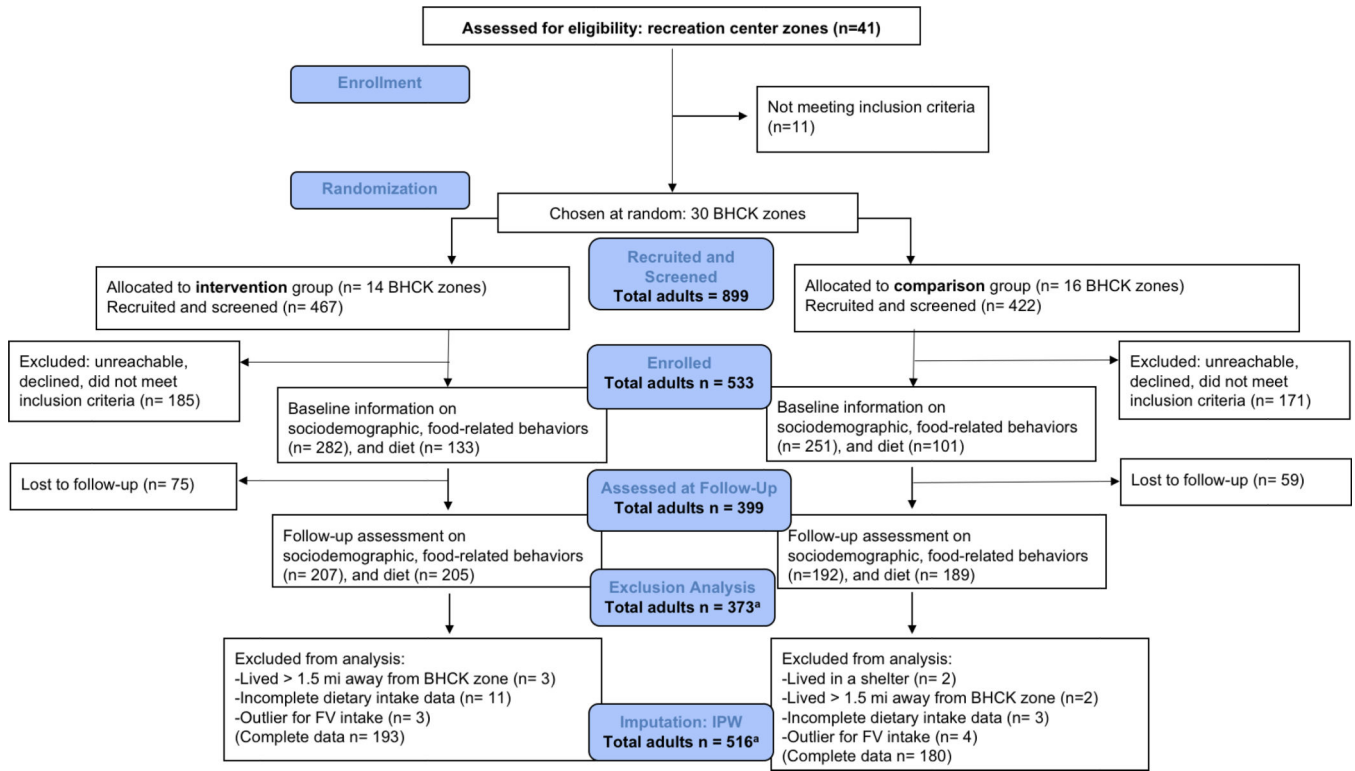 Assessed for eligibility: recreation center zones (n=41)
Enrollment
Not meeting inclusion criteria
(n=11)
Randomization
Chosen at random: 30 BHCK zones
Recruited and
Screened
Total adults = 899
Allocated to intervention group (n= 14 BHCK zones)
Recruited and screened (n= 467)
Allocated to comparison group (n= 16 BHCK zones)
Recruited and screened (n= 422)
Excluded: unreachable,
declined, did not meet
inclusion criteria (n= 185)
Enrolled
Total adults n = 533
Excluded: unreachable,
declined, did not meet
inclusion criteria (n= 171)
Baseline information on
sociodemographic, food-related behaviors
(n= 282), and diet (n= 133)
Baseline information on
sociodemographic, food-related behaviors
(n= 251), and diet (n=101)
Lost to follow-up (n= 75)
Assessed at Follow-Up
Total adults n = 399
Lost to follow-up (n= 59)
Follow-up assessment on
sociodemographic, food-related behaviors
(n= 207), and diet (n= 205)
Follow-up assessment on
sociodemographic, food-related behaviors
(n=192), and diet (n= 189)
Exclusion Analysis
Total adults n = 373ᵃ
Excluded from analysis:
-Lived > 1.5 mi away from BHCK zone (n= 3)
-Incomplete dietary intake data (n= 11)
-Outlier for FV intake (n= 3)
(Complete data n= 193)
Excluded from analysis:
-Lived in a shelter (n= 2)
-Lived > 1.5 mi away from BHCK zone (n=2)
-Incomplete dietary intake data (n= 3)
-Outlier for FV intake (n= 4)
(Complete data n= 180)
Imputation: IPW
Total adults n = 516ᵃ